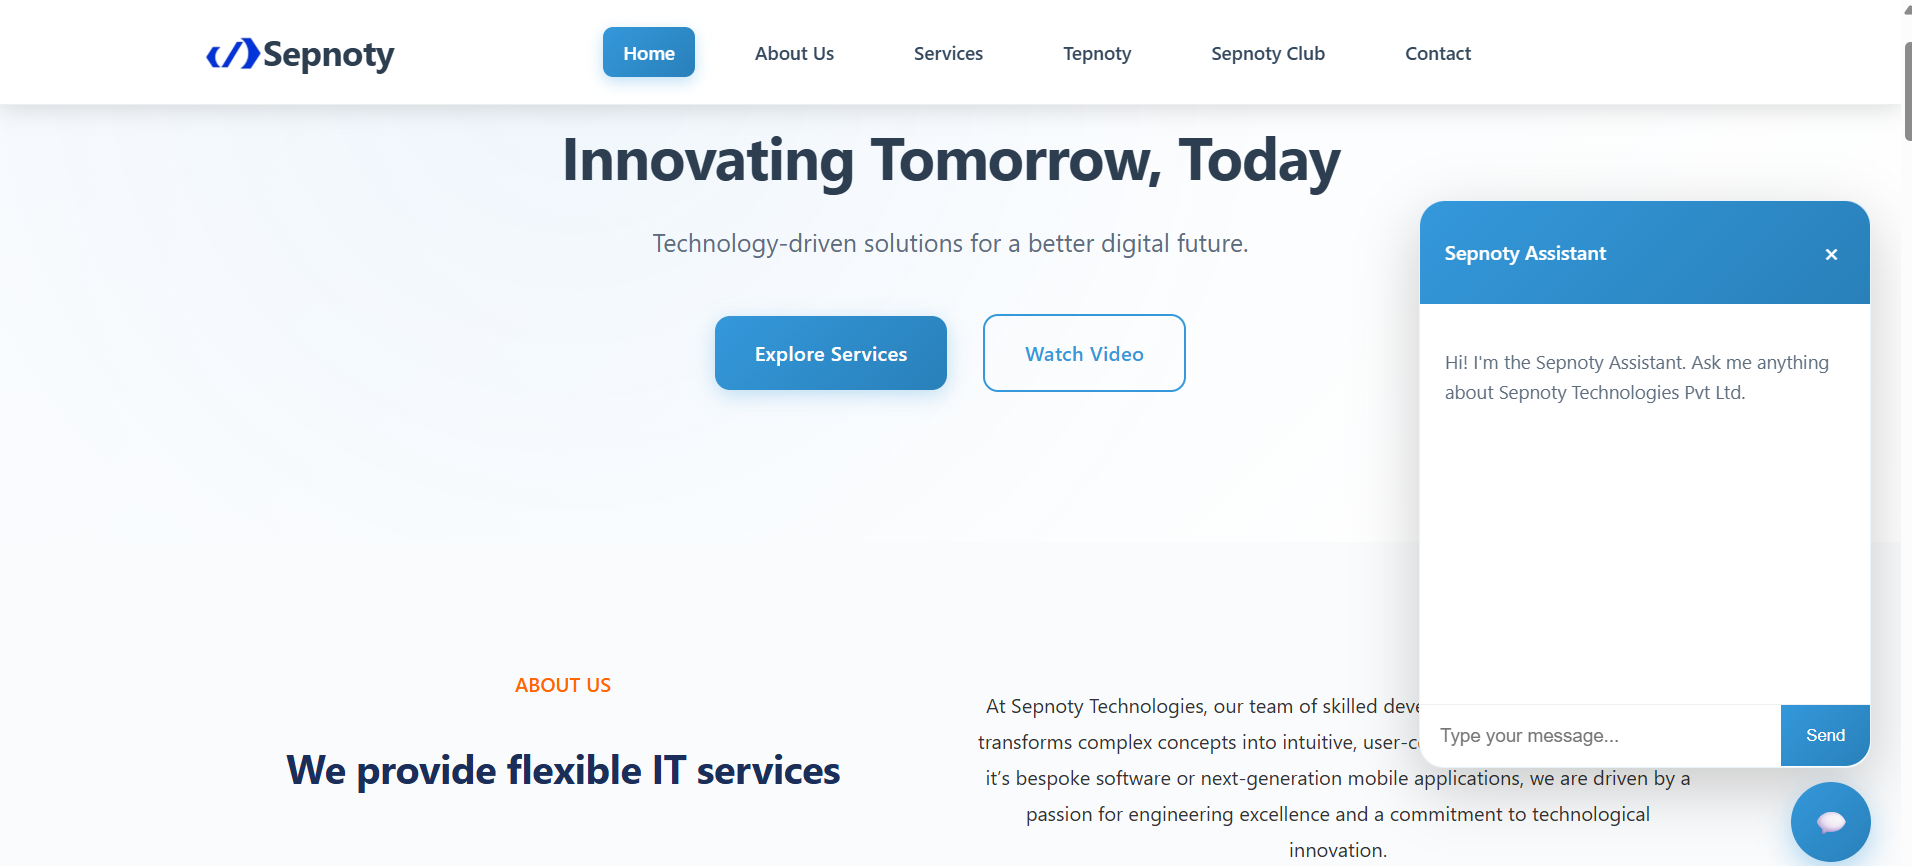 Sepnoty
Home
About Us
Services
Tepnoty
Sepnoty Club
Contact
Innovating Tomorrow, Today
Technology-driven solutions for a better digital future.
Explore Services
Watch Video
ABOUT US
We provide flexible IT services
At Sepnoty Technologies, our team of skilled
transforms complex concepts into intuitive,
it’s bespoke software or next-generation mobile applications, we are driven by a
passion for engineering excellence and a commitment to technological
innovation.
Sepnoty Assistant
×
Hi! I'm the Sepnoty Assistant. Ask me anything
about Sepnoty Technologies Pvt Ltd.
Type your message...
Send